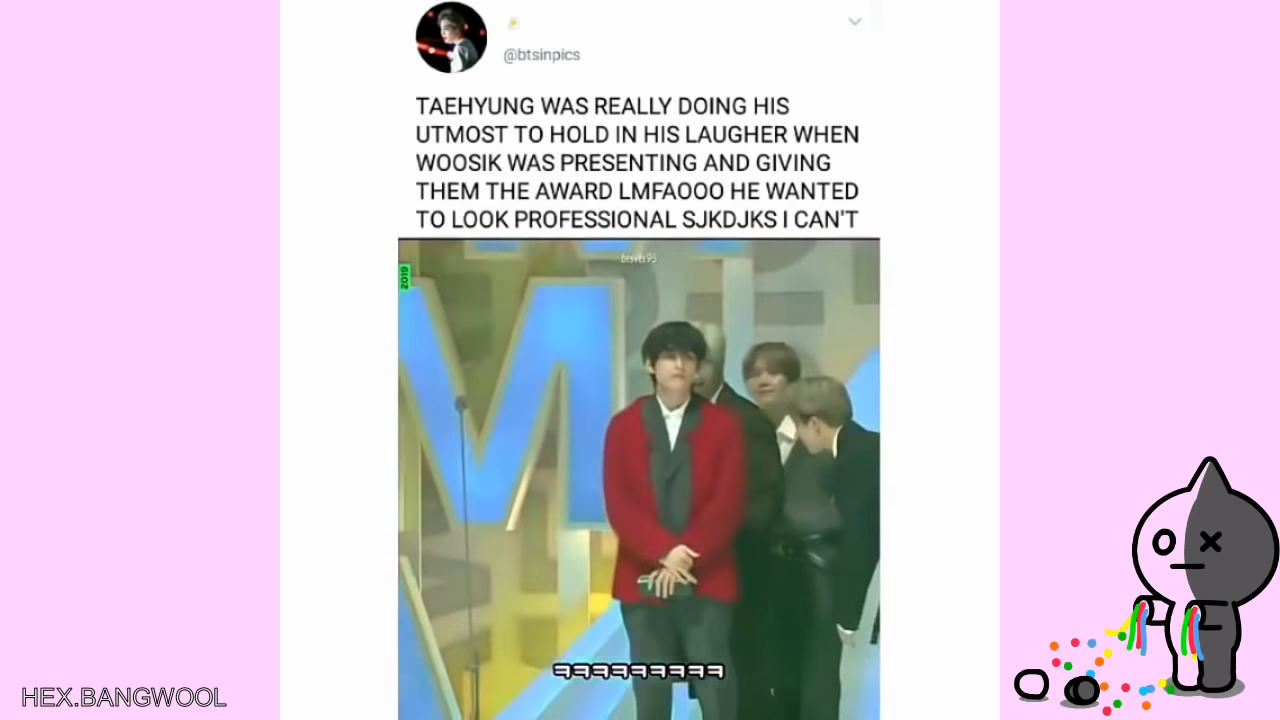 @btsinpics
TAEHYUNG WAS REALLY DOING HIS
UTMOST TO HOLD IN HIS LAUGHER WHEN
WOOSIK WAS PRESENTING AND GIVING
THEM THE AWARD LMFAOOO HE WANTED
TO LOOK PROFESSIONAL SJKDJKS I CAN'T
btsvts95
2019
M
ㅋㅋㅋㅋㅋㅋㅋㅋㅋ
HEX.BANGWOOL